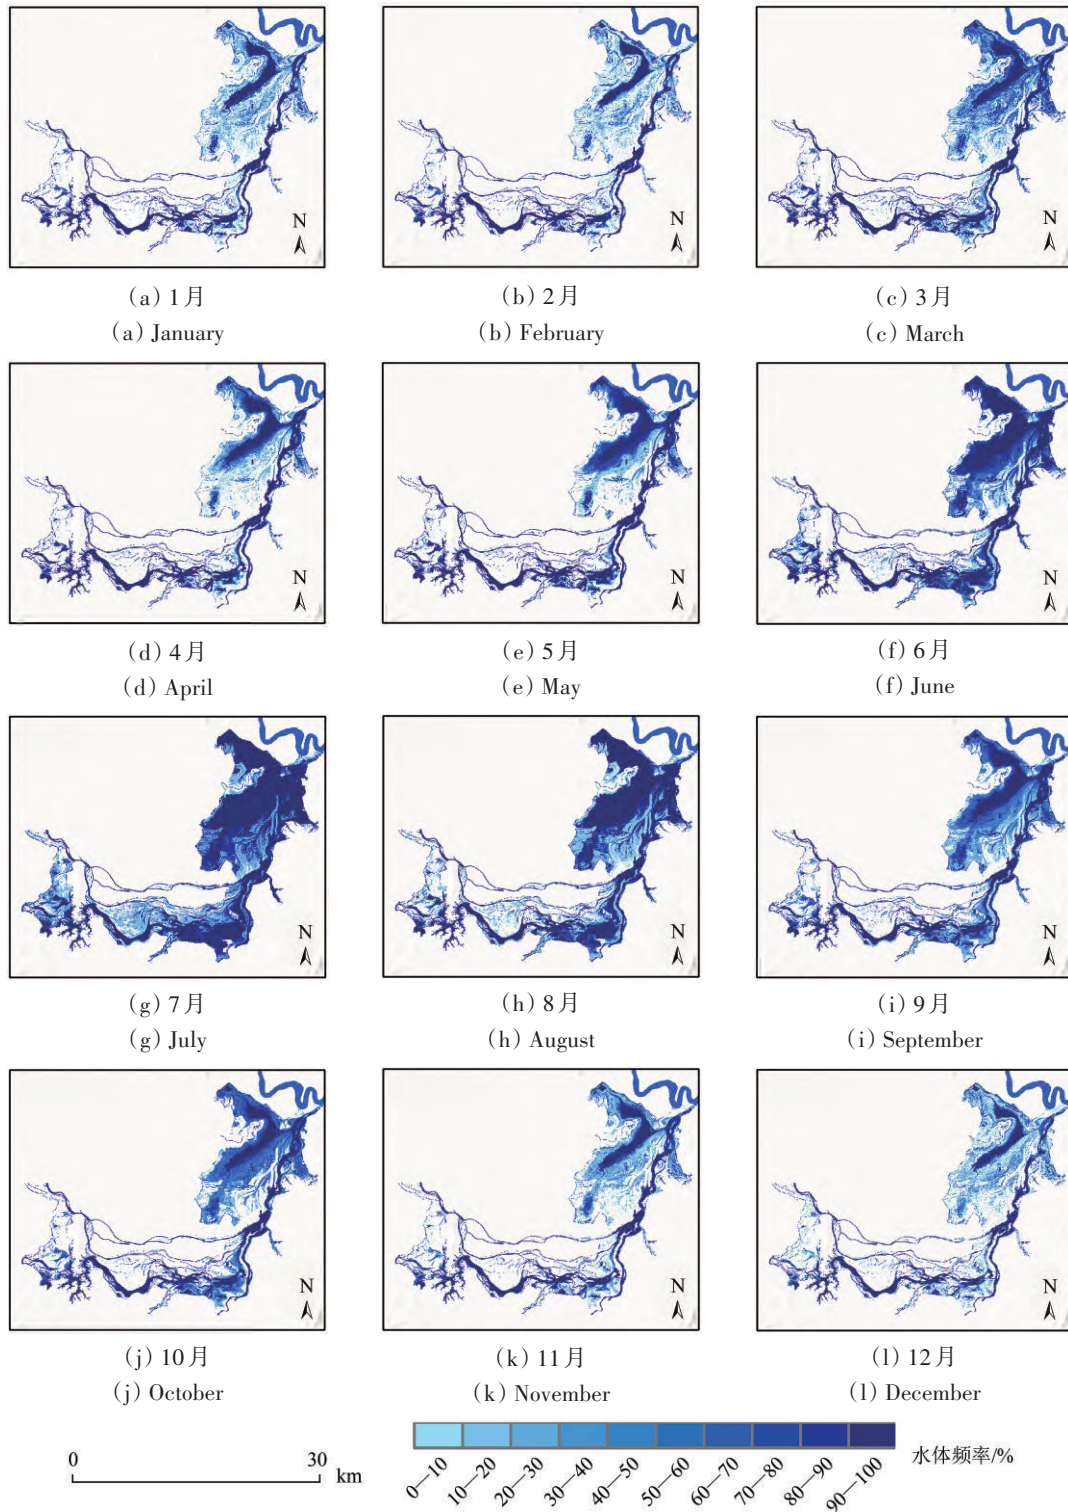 N
N
N
(a) 1月
(b) 2月
(c) 3月
(a) January
(b) February
(c) March
N
N
N
(d) 4月
(e) 5月
(f) 6月
(d) April
(e) May
(f) June
N
N
N
(g) 7月
(h) 8月
(i) 9月
(g) July
(h) August
(i) September
N
N
N
(j) 10月
(k) 11月
(l) 12月
(j) October
(k) November
(l) December
0 30 km
0—10 10—20 20—30 30—40 40—50 50—60 60—70 70—80 80—90 90—100
水体频率/%